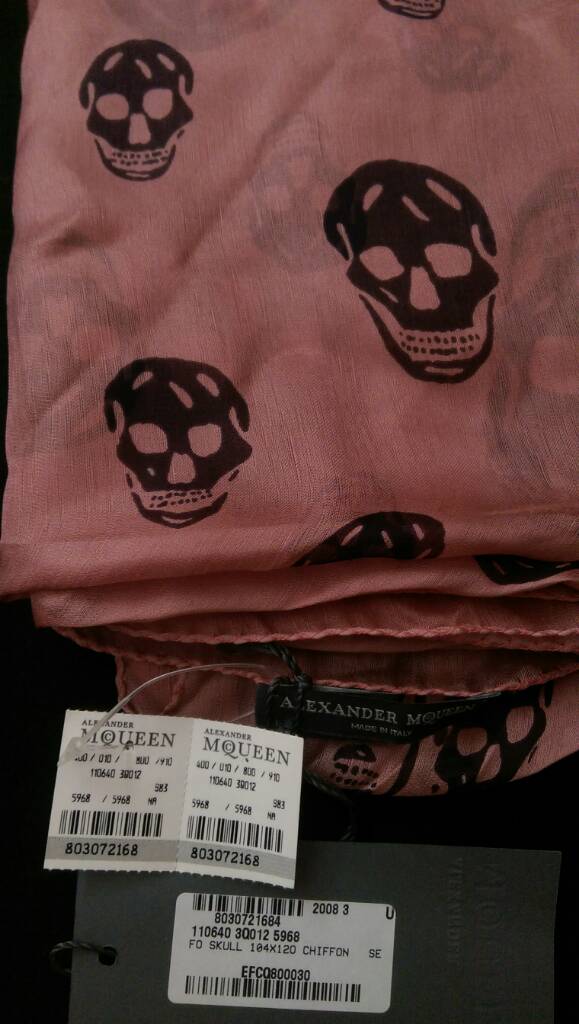 ALEXANDER MCQUEEN
MADE IN ITALY
ALEXANDER
MCQUEEN
400 / 010 / 800 / 910
110640 3Q012
583
5968 / 5968 NA
803072168
ALEXANDER
MCQUEEN
400 / 010 / 800 / 910
110640 3Q012
583
5968 / 5968 NA
803072168
8030721684 2008 3 U
110640 3Q012 5968
FO SKULL 104X120 CHIFFON SE
EFCQ800030